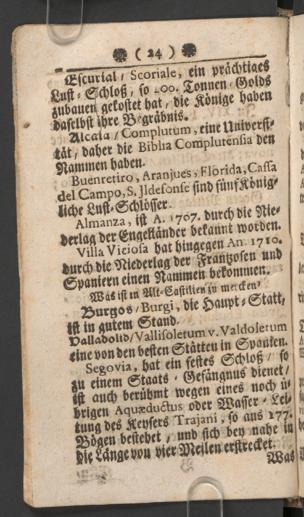 ( 24 )
Escurial / Scoriale, ein prächtiges
Lust-Schloß, so 400. Tonnen Golds
zubauen gekostet hat, die Könige haben
daselbst ihre Begräbnis.
Alcala / Complutum, eine Universi-
tät, daher die Biblia Complutensia den
Nammen haben.
Buenretiro, Aranjues, Florida, Cassa
del Campo, S. Jldefonse sind fünf König-
liche Lust-Schlösser.
Almanza, ist A. 1707. durch die Nie-
derlag der Engelländer bekannt worden.
Villa Viciosa hat hingegen An. 1710.
durch die Niederlag der Frantzosen und
Spaniern einen Nammen bekommen.
Was ist in Alt-Castilien zu mercken?
Burgos / Burgi, die Haupt-Statt,
ist in gutem Stand.
Valladolid / Vallisoletum v. Valdoletum
eine von den besten Stätten in Spanien.
Segovia, hat ein festes Schloß / so
zu einem Staats-Gefängnus dienet /
ist auch berühmt wegen eines noch ü-
brigen Aquæductus oder Wasser-Lei-
tung des Keysers Trajani, so aus 177.
Bögen bestehet, und sich bey nahe in
die Länge von vier Meilen erstrecket.
Was